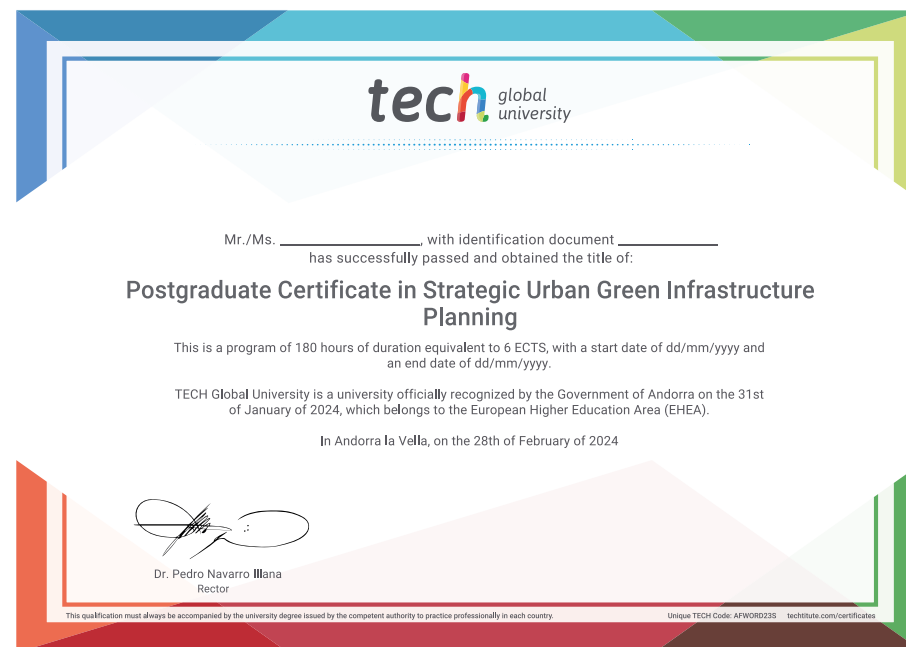 tech global university
Mr./Ms. ____________, with identification document ____________
has successfully passed and obtained the title of:
Postgraduate Certificate in Strategic Urban Green Infrastructure
Planning
This is a program of 180 hours of duration equivalent to 6 ECTS, with a start date of dd/mm/yyyy and
an end date of dd/mm/yyyy.
TECH Global University is a university officially recognized by the Government of Andorra on the 31st
of January of 2024, which belongs to the European Higher Education Area (EHEA).
In Andorra la Vella, on the 28th of February of 2024
Dr. Pedro Navarro Illana
Rector
This qualification must always be accompanied by the university degree issued by the competent authority to practice professionally in each country.
Unique TECH Code: AFWORD23S techtitute.com/certificates